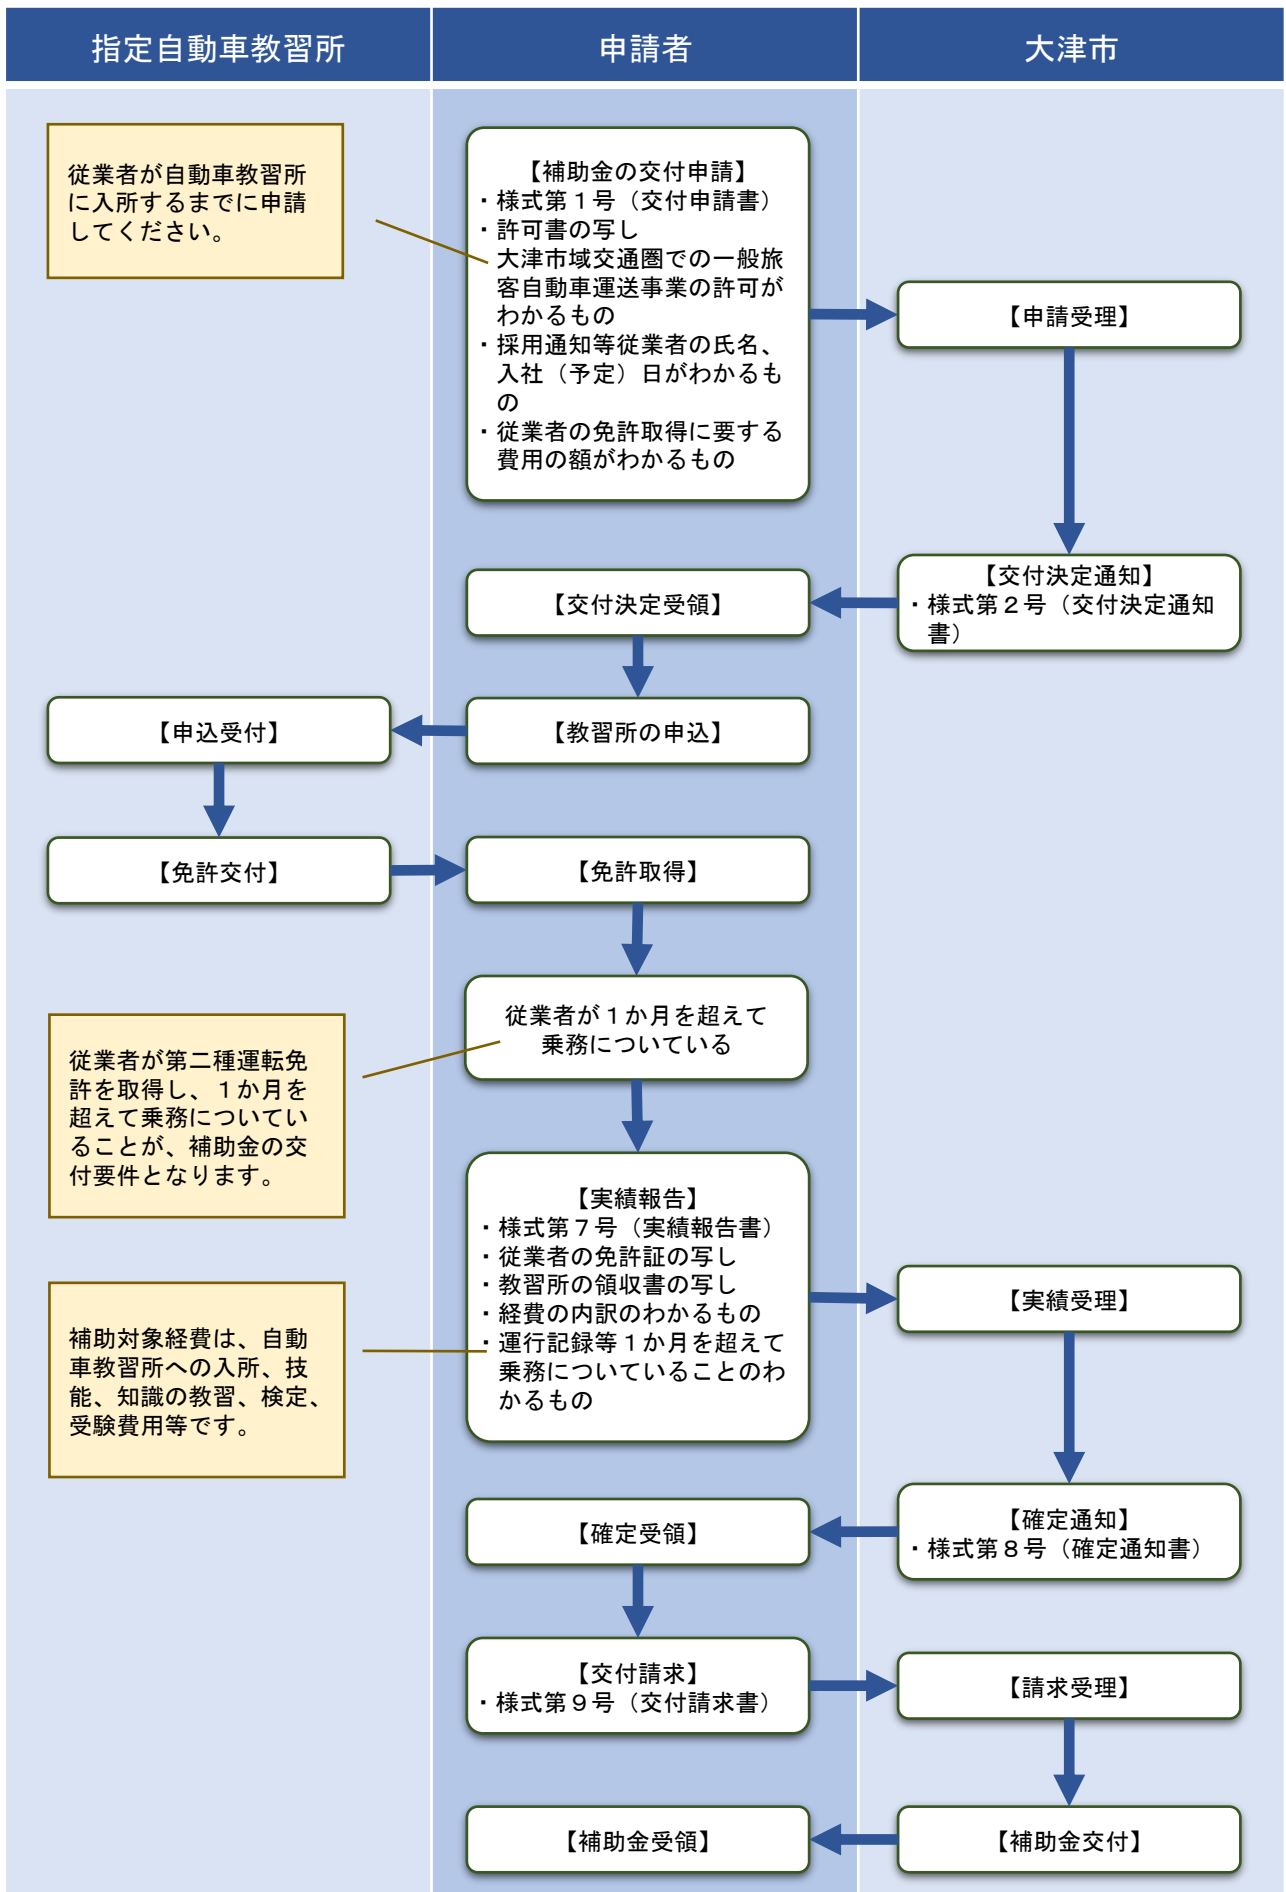 指定自動車教習所
申請者
大津市
従業者が自動車教習所
に入所するまでに申請
してください。
【補助金の交付申請】
・様式第１号（交付申請書）
・許可書の写し
大津市域交通圏での一般旅
客自動車運送事業の許可が
わかるもの
・採用通知等従業者の氏名、
入社（予定）日がわかるも
の
・従業者の免許取得に要する
費用の額がわかるもの
【申請受理】
【交付決定通知】
・様式第２号（交付決定通知
書）
【交付決定受領】
【教習所の申込】
【申込受付】
【免許交付】
【免許取得】
従業者が１か月を超えて
乗務についている
従業者が第二種運転免
許を取得し、１か月を
超えて乗務についてい
ることが、補助金の交
付要件となります。
【実績報告】
・様式第７号（実績報告書）
・従業者の免許証の写し
・教習所の領収書の写し
・経費の内訳のわかるもの
・運行記録等１か月を超えて
乗務についていることのわ
かるもの
補助対象経費は、自動
車教習所への入所、技
能、知識の教習、検定、
受験費用等です。
【実績受理】
【確定通知】
・様式第８号（確定通知書）
【確定受領】
【交付請求】
・様式第９号（交付請求書）
【請求受理】
【補助金交付】
【補助金受領】